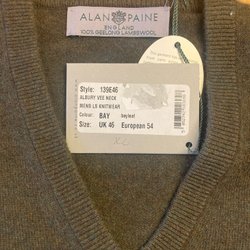 ALAN PAINE
ENGLAND
100% GEELONG LAMBSWOOL
Style: 139E46
ALBURY VEE NECK
MENS LS KNITWEAR
Colour: BAY bayleaf
Size: UK 46 European 54